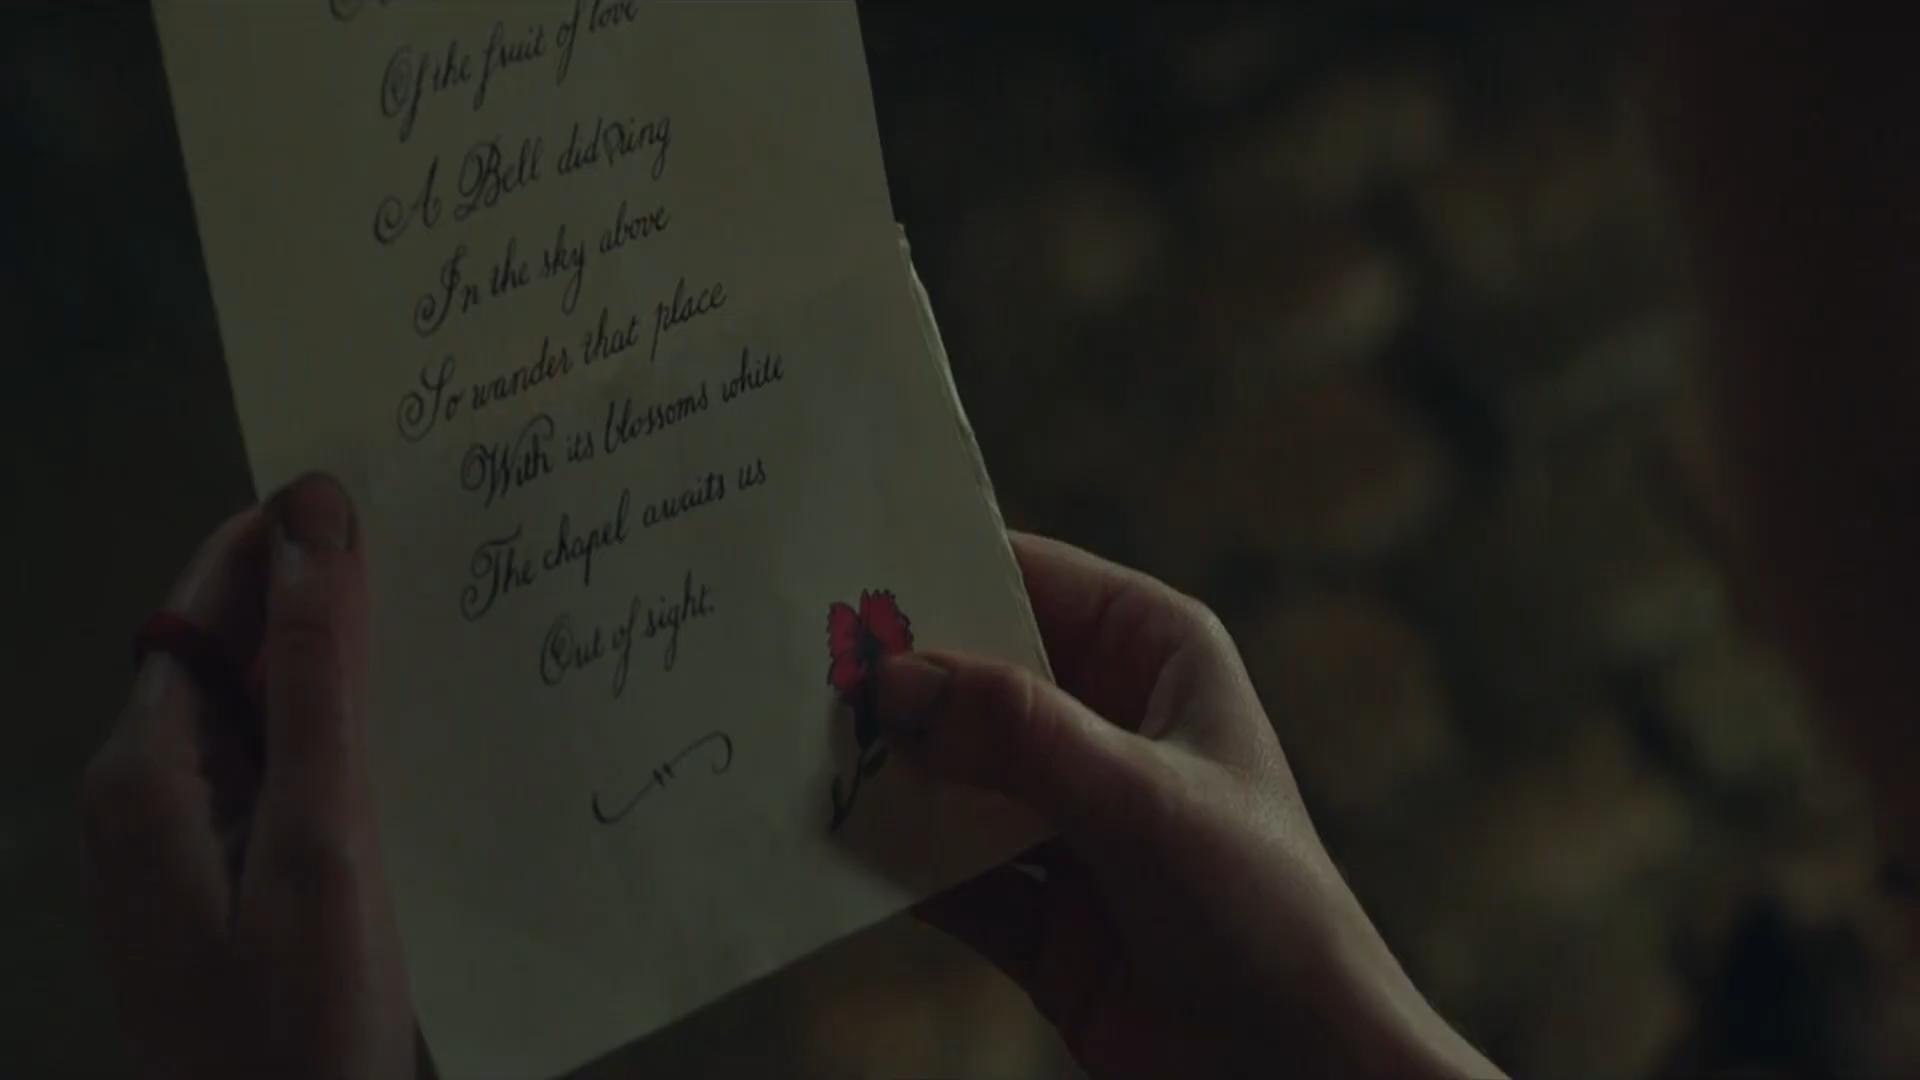 Of the fruit of love
A Bell did ring
In the sky above
So wander that place
With its blossoms white
The chapel awaits us
Out of sight.